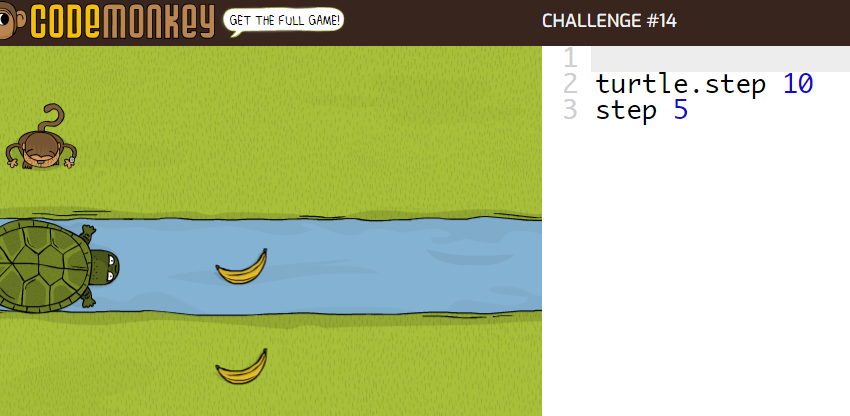 CODEMONKEY
GET THE FULL GAME!
CHALLENGE #14
1
2 turtle.step 10
3 step 5